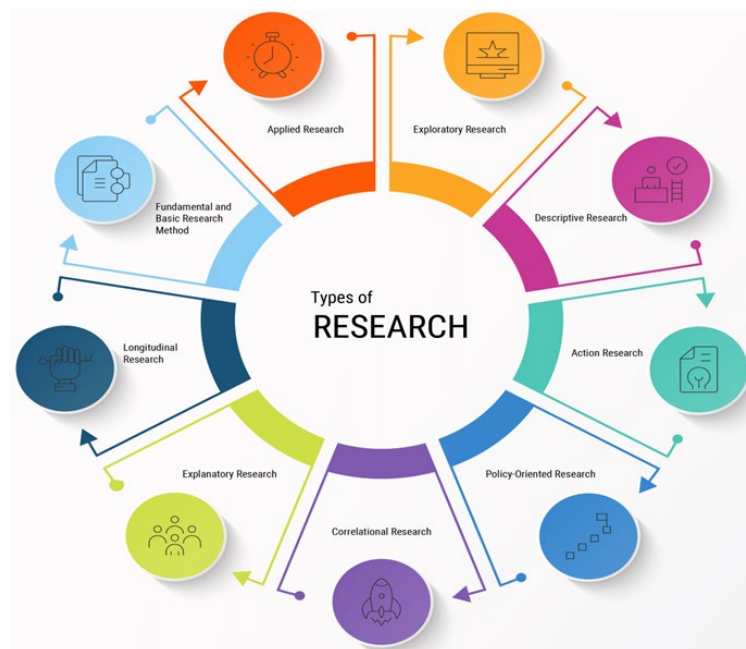 Types of
RESEARCH
Applied Research
Exploratory Research
Descriptive Research
Action Research
Policy-Oriented Research
Correlational Research
Explanatory Research
Longitudinal
Research
Fundamental and
Basic Research
Method